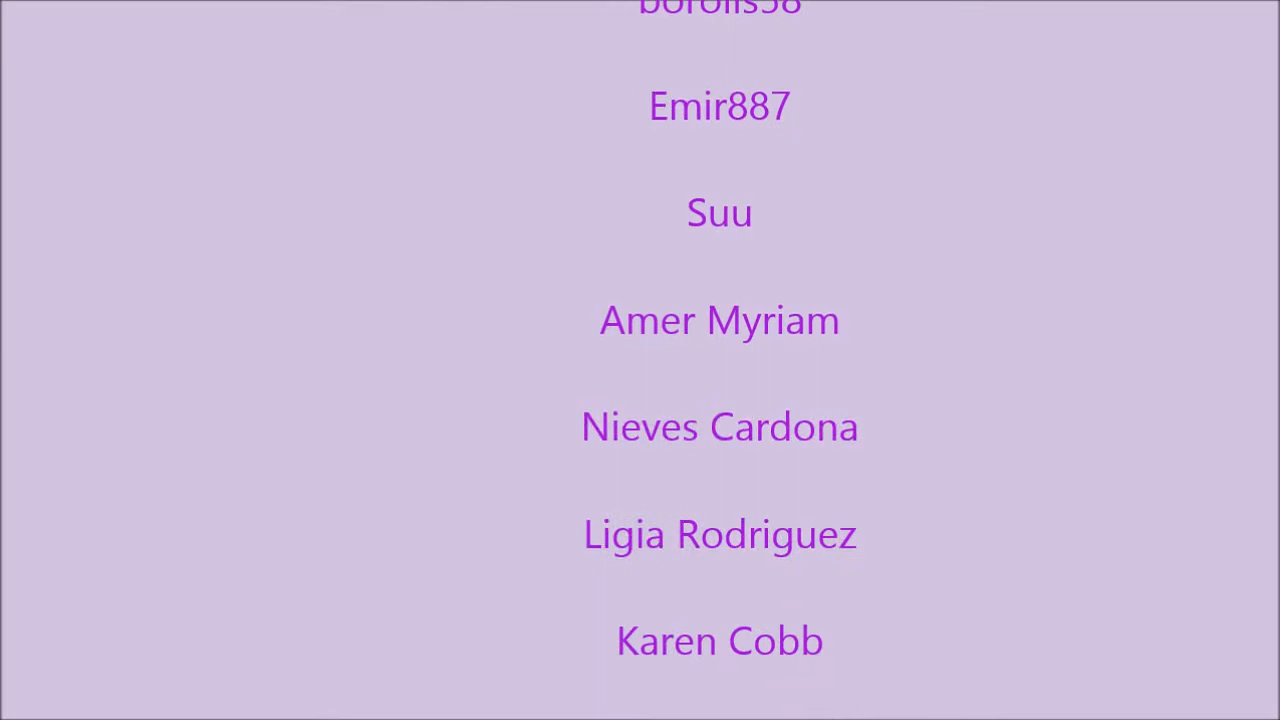 Emir887
Suu
Amer Myriam
Nieves Cardona
Ligia Rodriguez
Karen Cobb